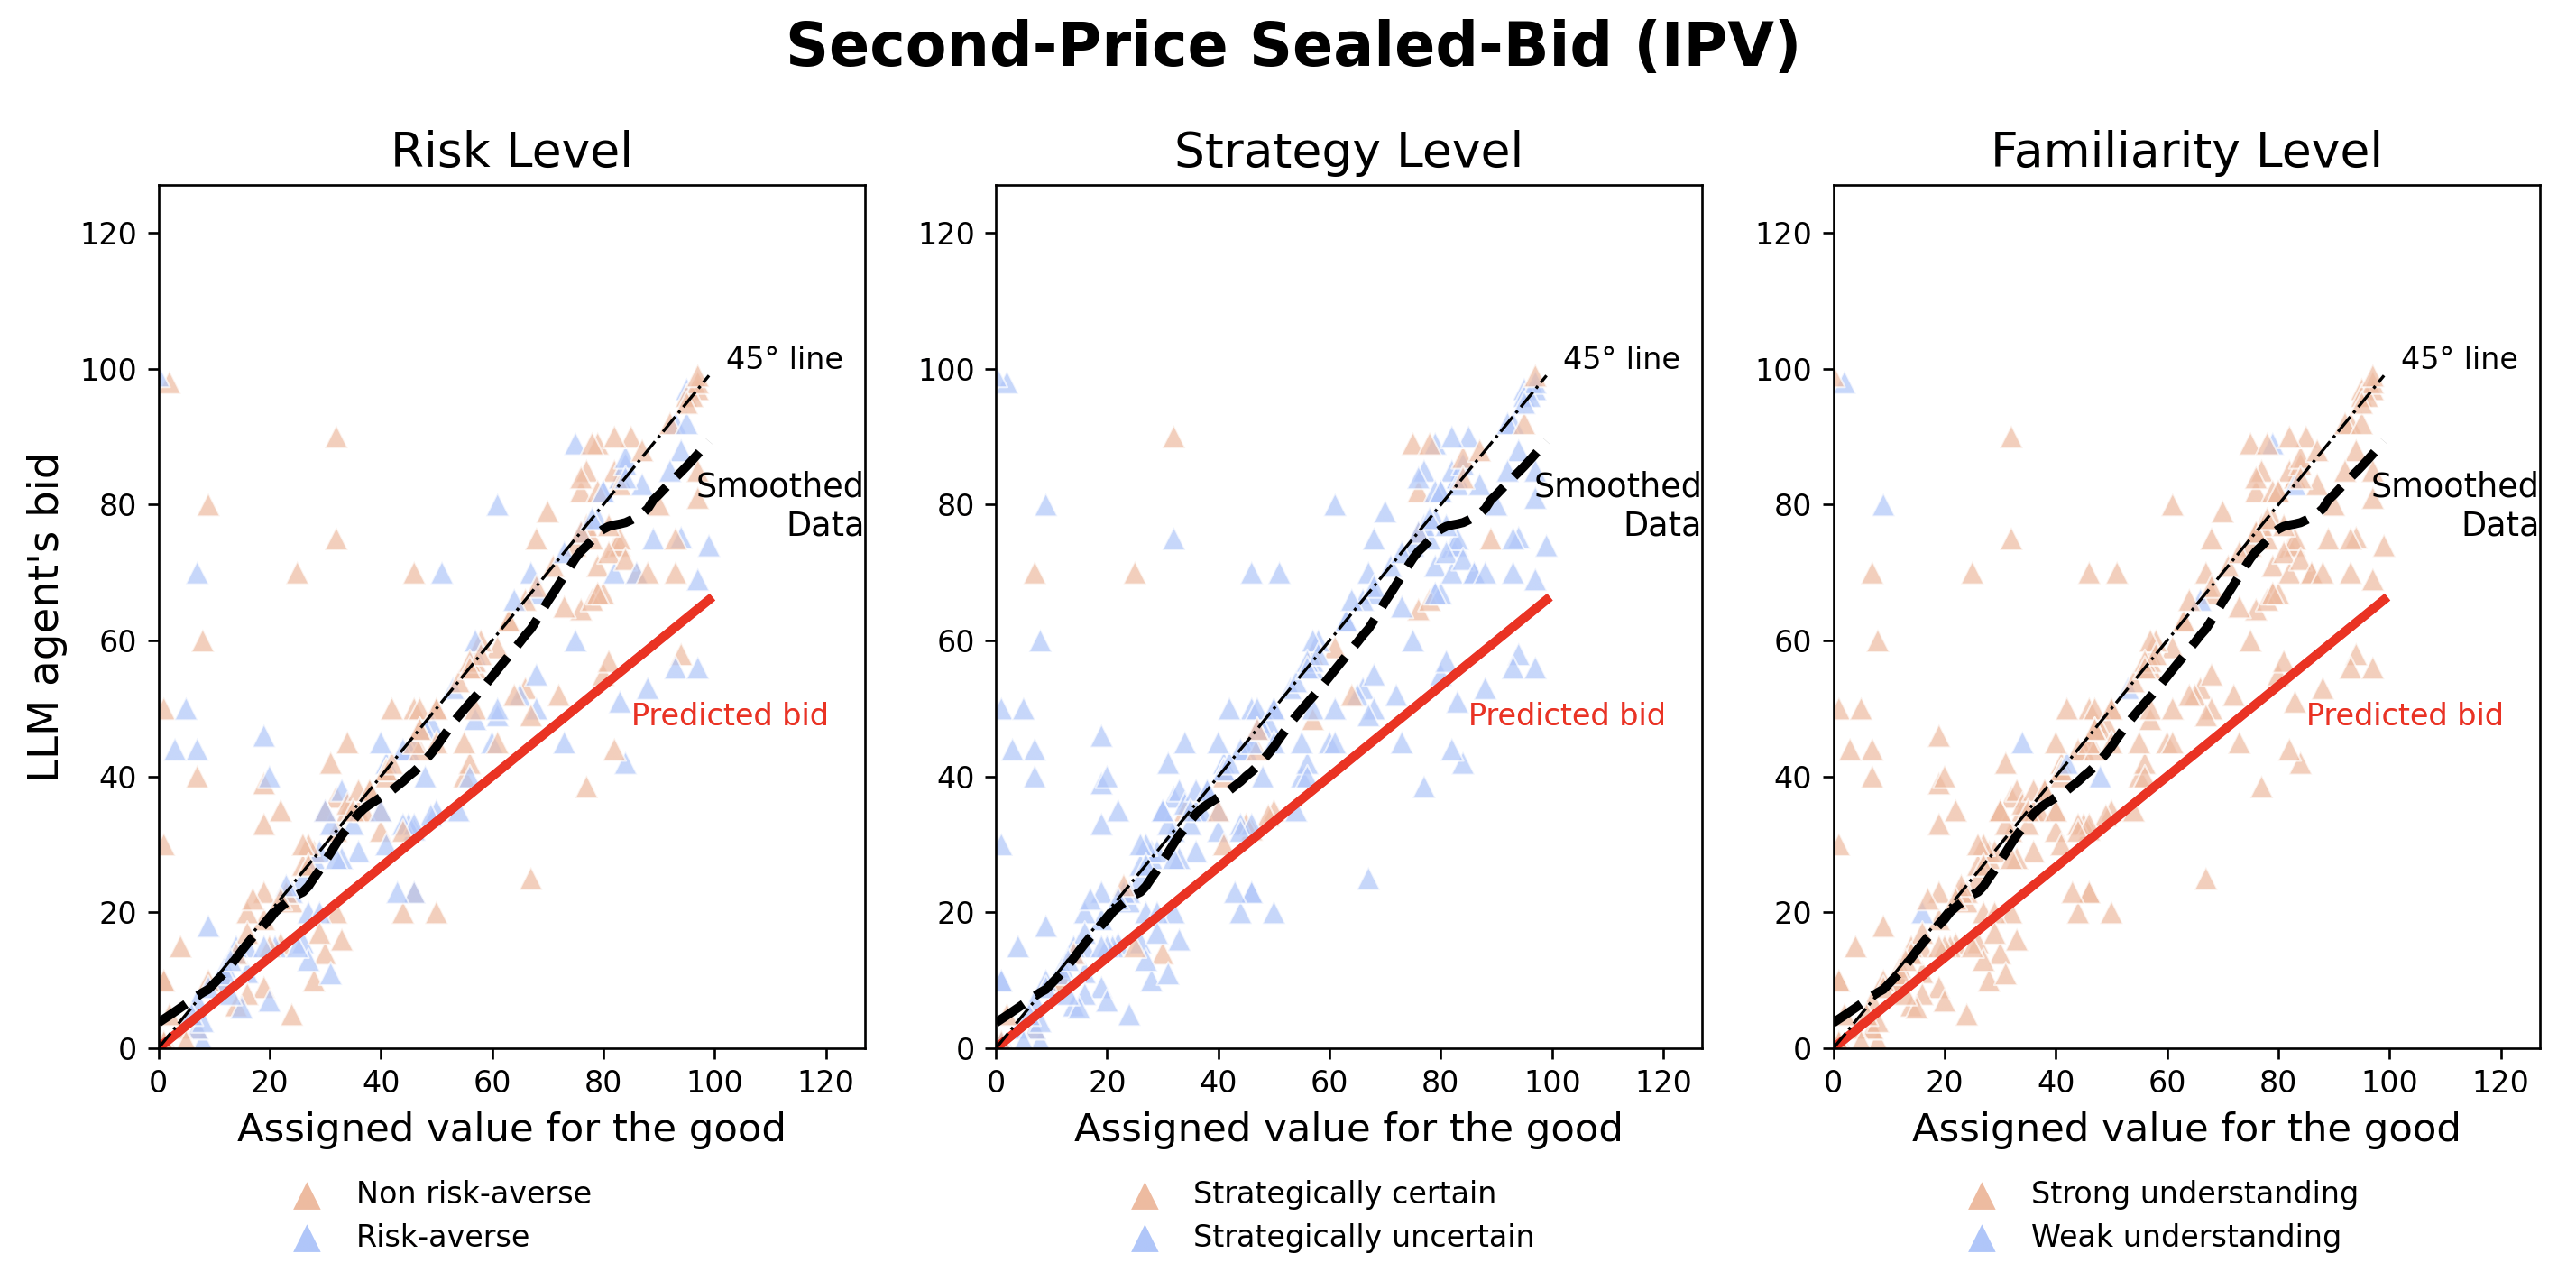 Second-Price Sealed-Bid (IPV)
Risk Level
LLM agent's bid
120
100
80
60
40
20
0
45° line
Smoothed
Data
Predicted bid
0 20 40 60 80 100 120
Assigned value for the good
Non risk-averse
Risk-averse
Strategy Level
120
100
80
60
40
20
0
45° line
Smoothed
Data
Predicted bid
0 20 40 60 80 100 120
Assigned value for the good
Strategically certain
Strategically uncertain
Familiarity Level
120
100
80
60
40
20
0
45° line
Smoothed
Data
Predicted bid
0 20 40 60 80 100 120
Assigned value for the good
Strong understanding
Weak understanding